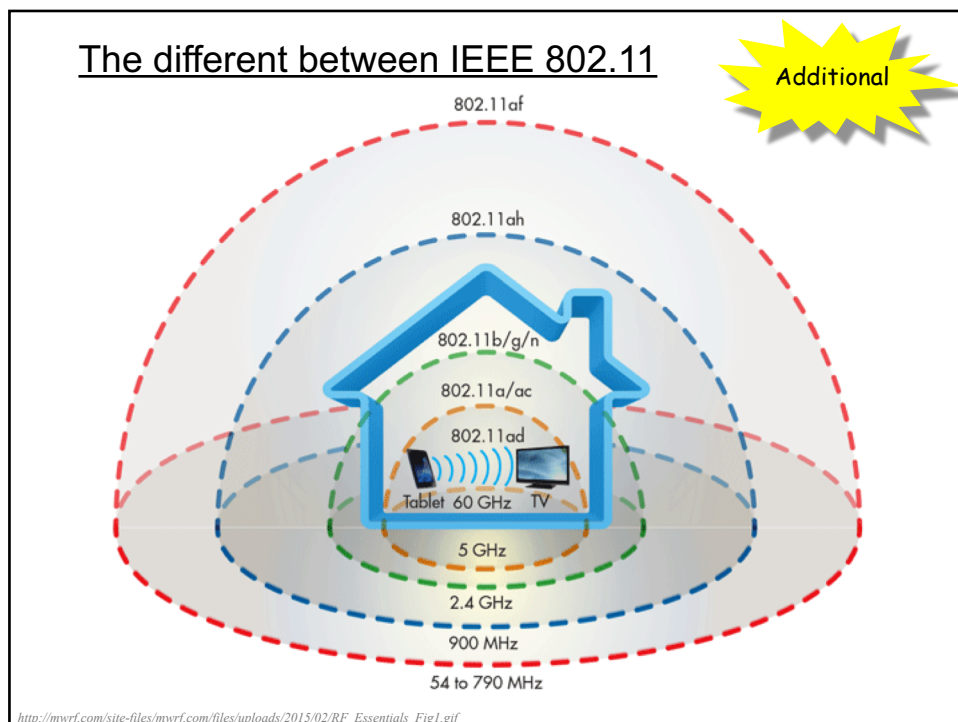 The different between IEEE 802.11
Additional
802.11af
802.11ah
802.11b/g/n
802.11a/ac
802.11ad
Tablet 60 GHz TV
5 GHz
2.4 GHz
900 MHz
54 to 790 MHz
http://mwrf.com/site-files/mwrf.com/files/uploads/2015/02/RF_Essentials_Fig1.gif